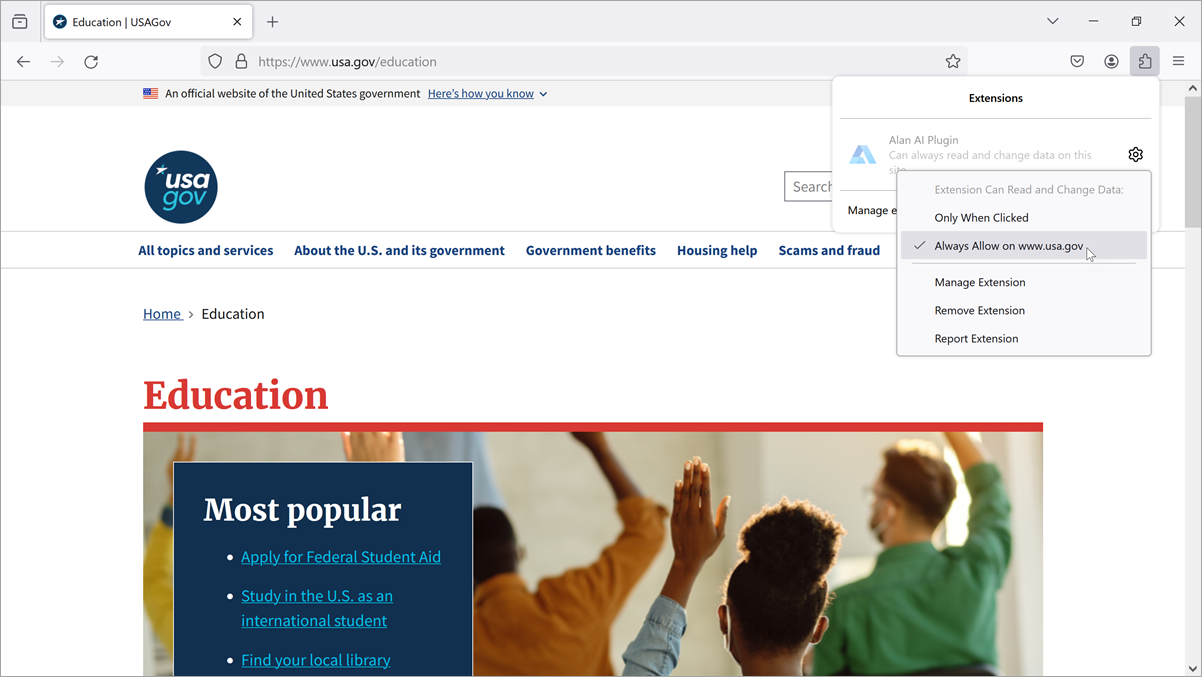 Education | USAGov
https://www.usa.gov/education
An official website of the United States government Here's how you know
Extensions
Alan AI Plugin
Can always read and change data on this
site.
Manage e
Extension Can Read and Change Data:
Only When Clicked
Always Allow on www.usa.gov
Manage Extension
Remove Extension
Report Extension
usa
gov
Search
All topics and services About the U.S. and its government Government benefits Housing help Scams and fraud
Home › Education
Education
Most popular
• Apply for Federal Student Aid
• Study in the U.S. as an
international student
• Find your local library